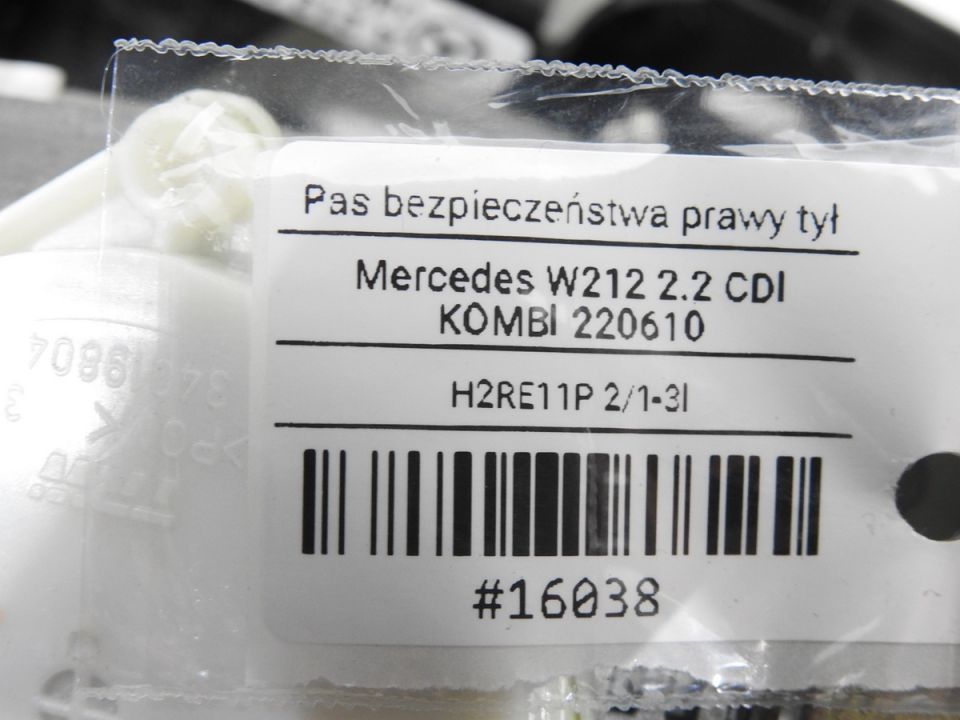 Pas bezpieczeństwa prawy tył
Mercedes W212 2.2 CDI
KOMBI 220610
H2RE11P 2/1-3I
#16038